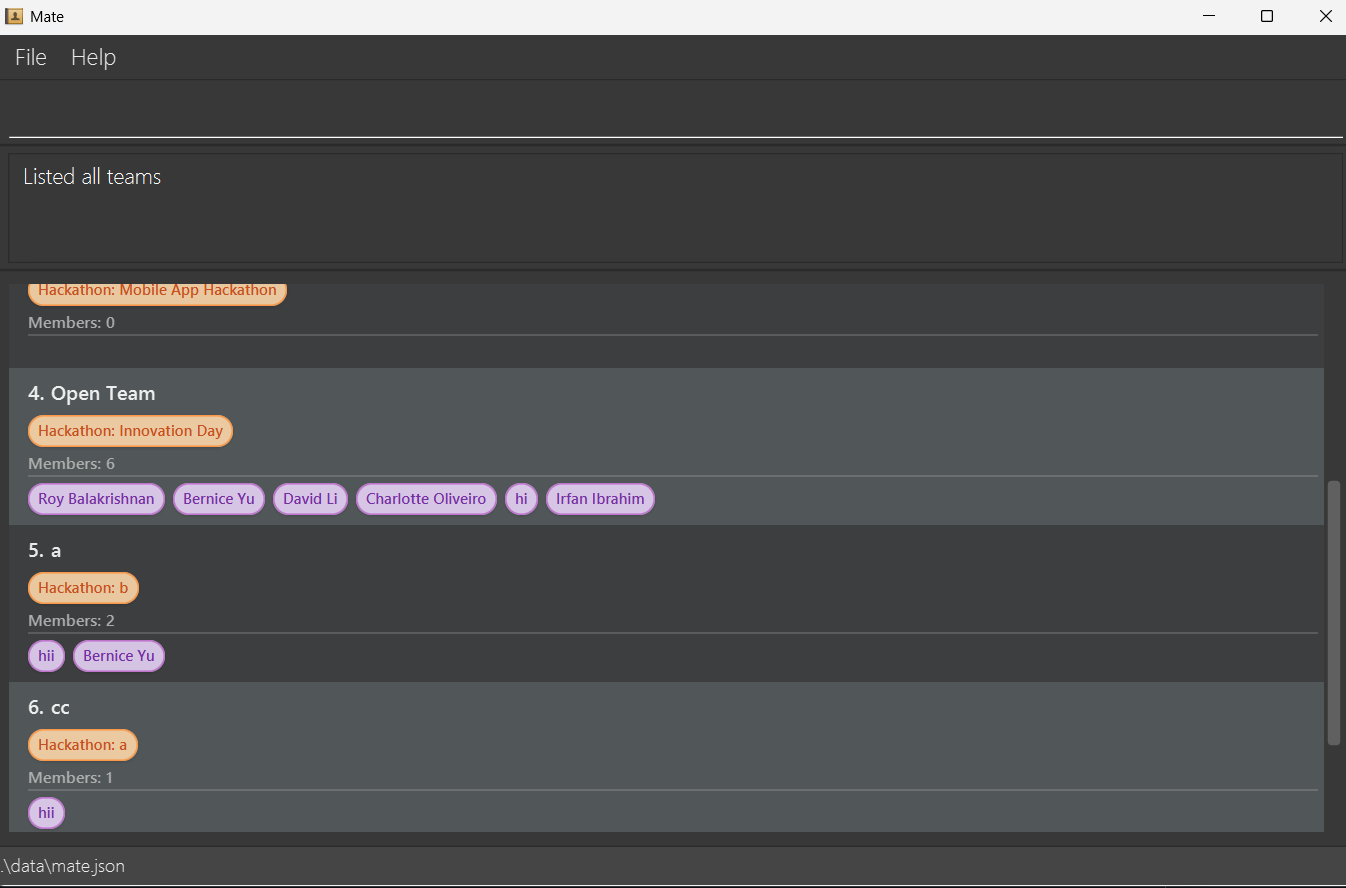 Mate
File Help
Listed all teams
Hackathon: Mobile App Hackathon
Members: 0
4. Open Team
Hackathon: Innovation Day
Members: 6
Roy Balakrishnan Bernice Yu David Li Charlotte Oliveiro hi Irfan Ibrahim
5. a
Hackathon: b
Members: 2
hii Bernice Yu
6. cc
Hackathon: a
Members: 1
hii
.\data\mate.json